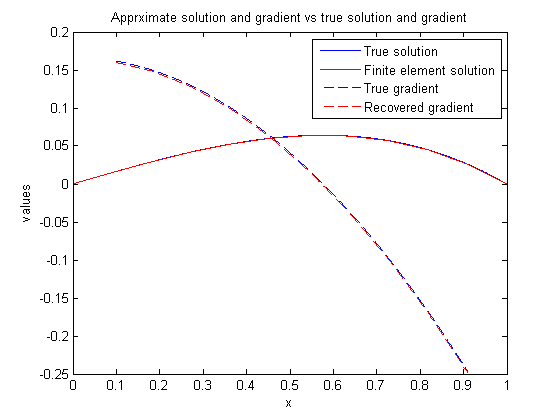 Apprximate solution and gradient vs true solution and gradient
True solution
Finite element solution
True gradient
Recovered gradient
0.2
0.15
0.1
0.05
0
-0.05
-0.1
-0.15
-0.2
-0.25
values
0 0.1 0.2 0.3 0.4 0.5 0.6 0.7 0.8 0.9 1
x